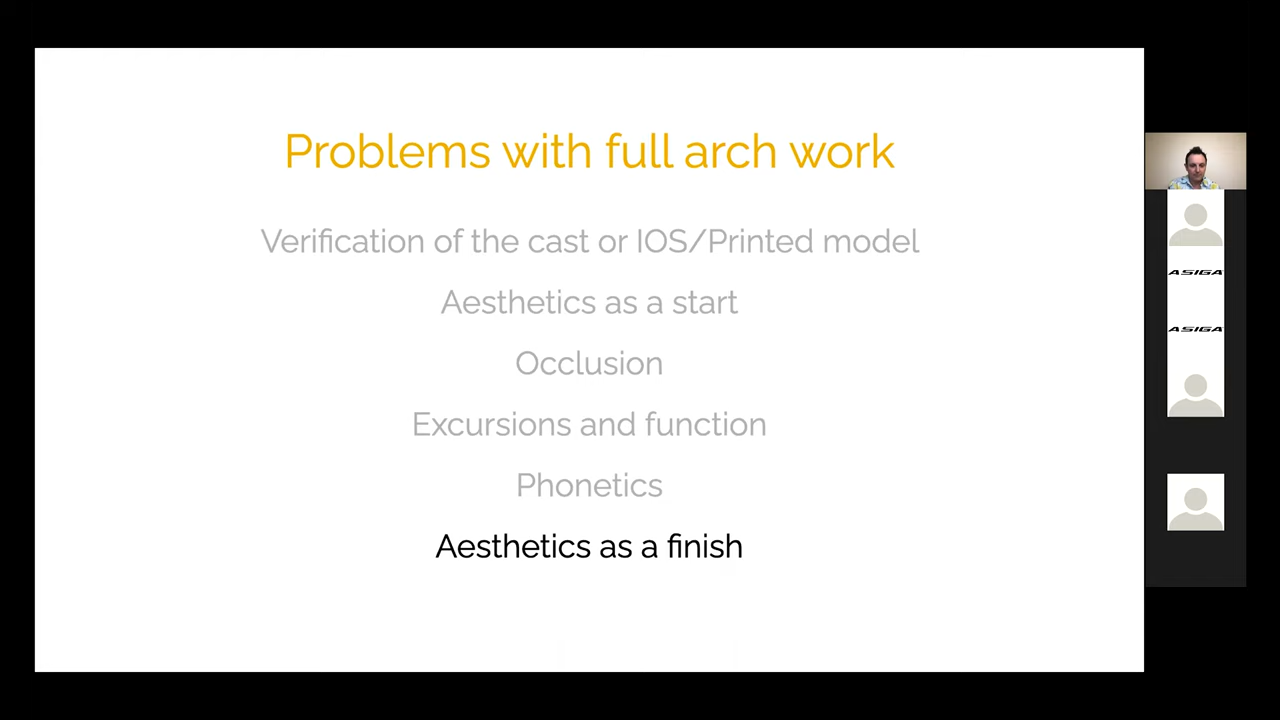 Problems with full arch work
Verification of the cast or IOS/Printed model
Aesthetics as a start
Occlusion
Excursions and function
Phonetics
Aesthetics as a finish
ASIGA
ASIGA